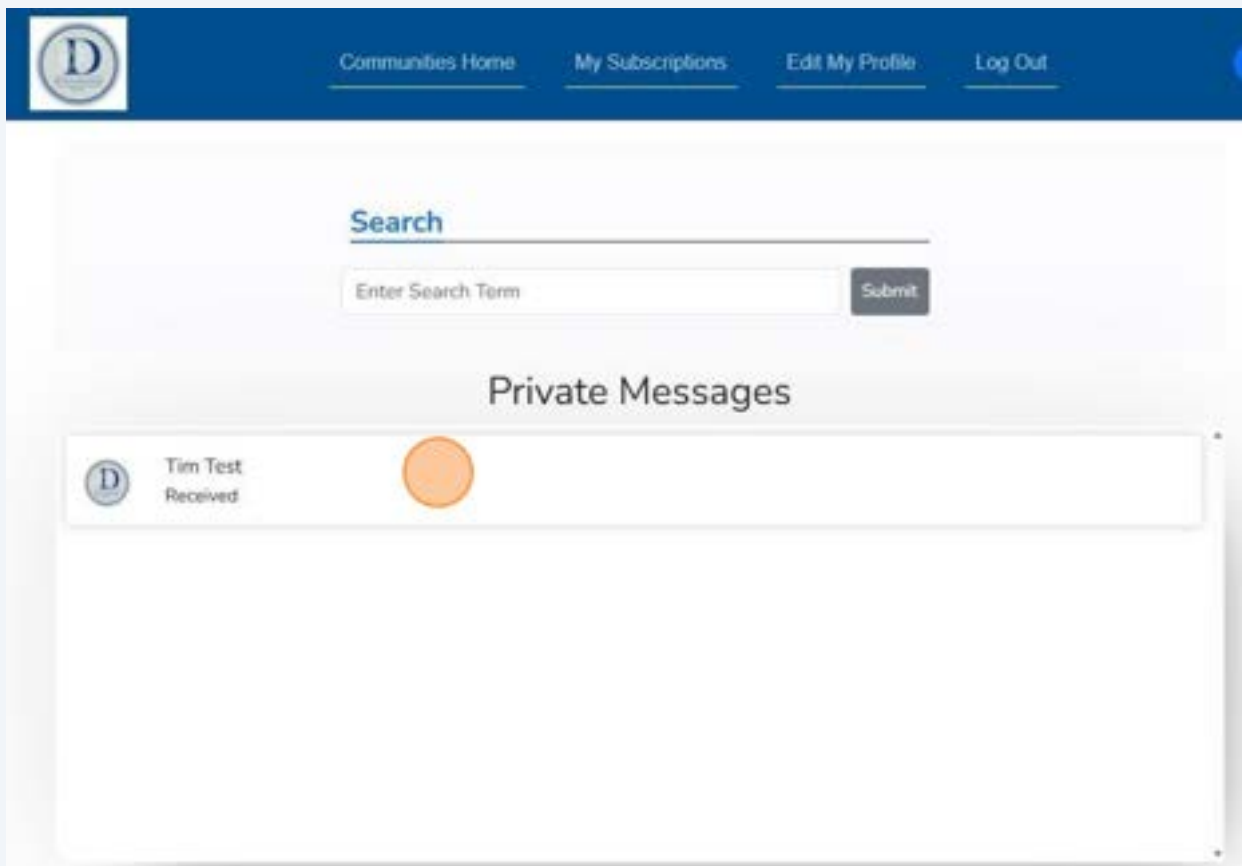 D
Communities Home My Subscriptions Edit My Profile Log Out
Search
Enter Search Term Submit
Private Messages
D
Tim Test
Received